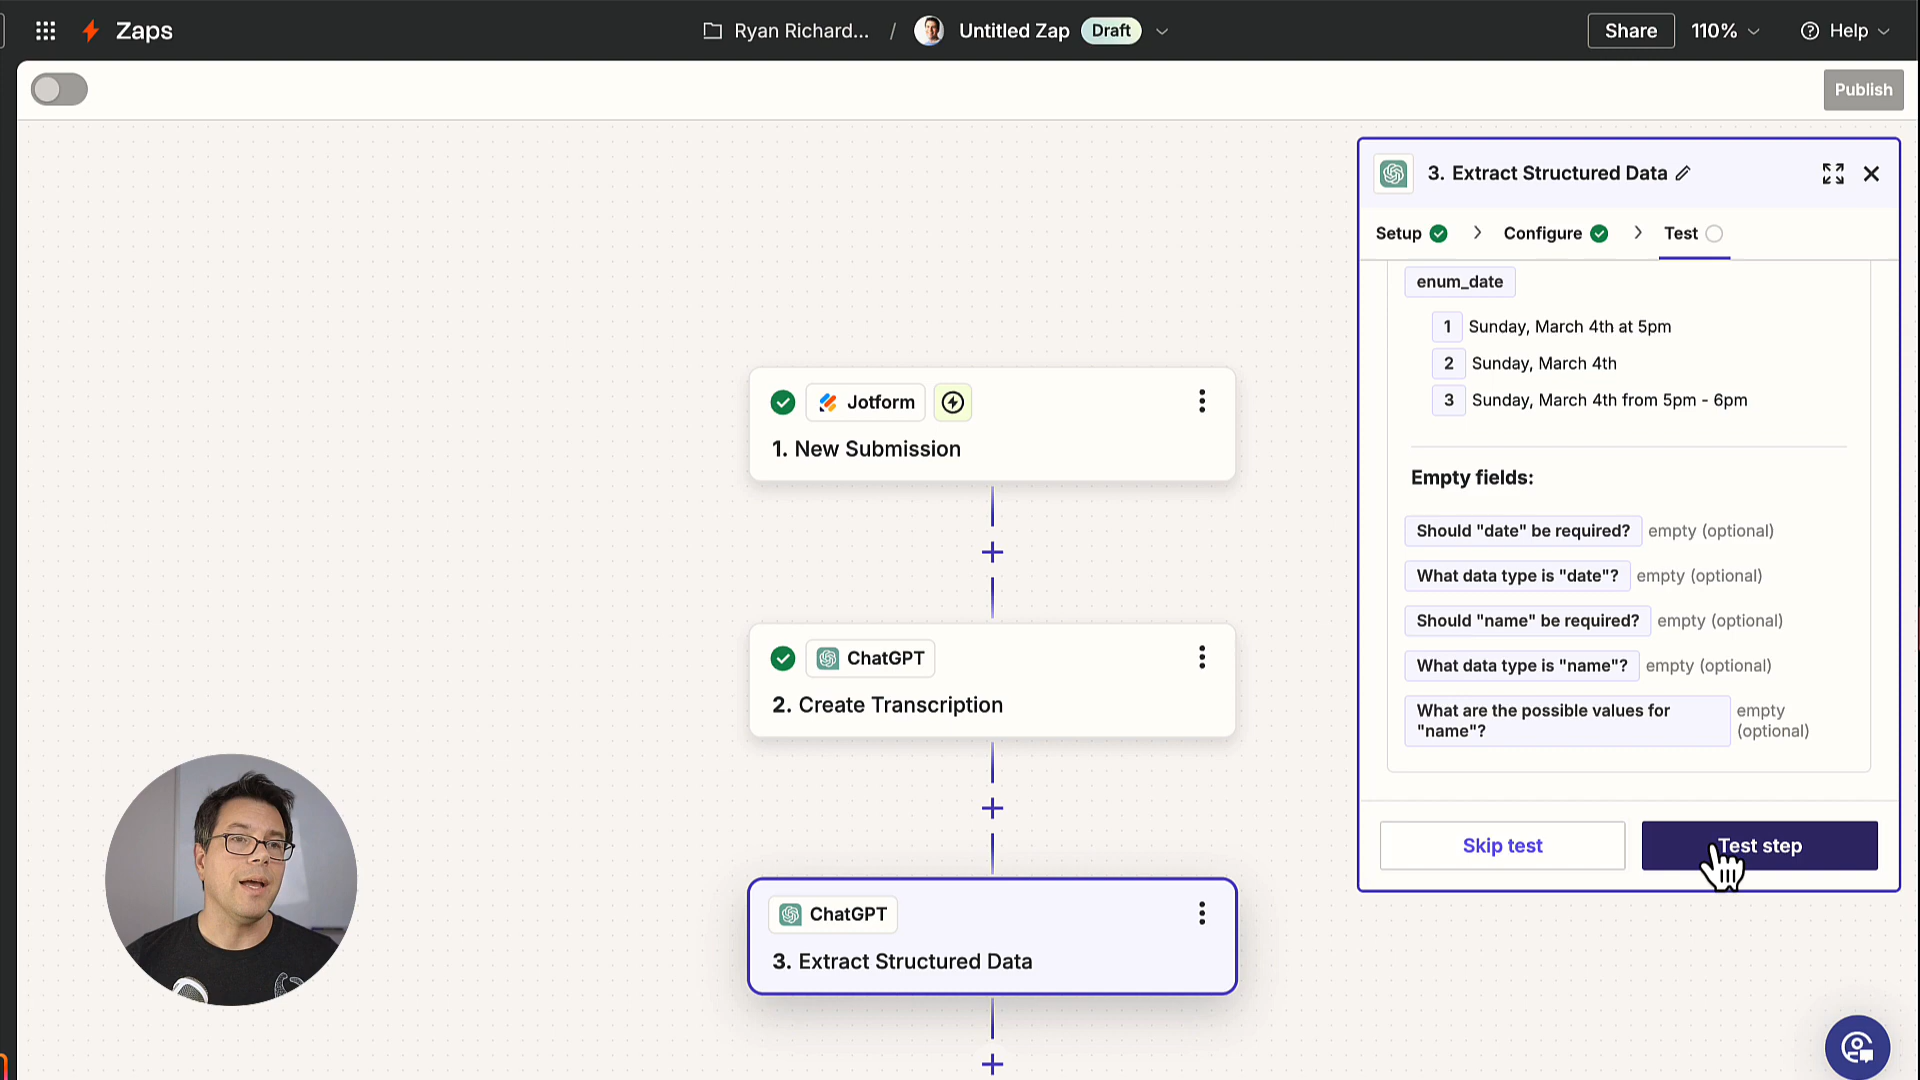 Zaps
Ryan Richard... / Untitled Zap Draft
Share 110% Help
Publish
3. Extract Structured Data
Setup Configure Test
enum_date
1 Sunday, March 4th at 5pm
2 Sunday, March 4th
3 Sunday, March 4th from 5pm - 6pm
Empty fields:
Should "date" be required? empty (optional)
What data type is "date"? empty (optional)
Should "name" be required? empty (optional)
What data type is "name"? empty (optional)
What are the possible values for "name"? empty (optional)
Skip test Test step
Jotform
1. New Submission
ChatGPT
2. Create Transcription
ChatGPT
3. Extract Structured Data